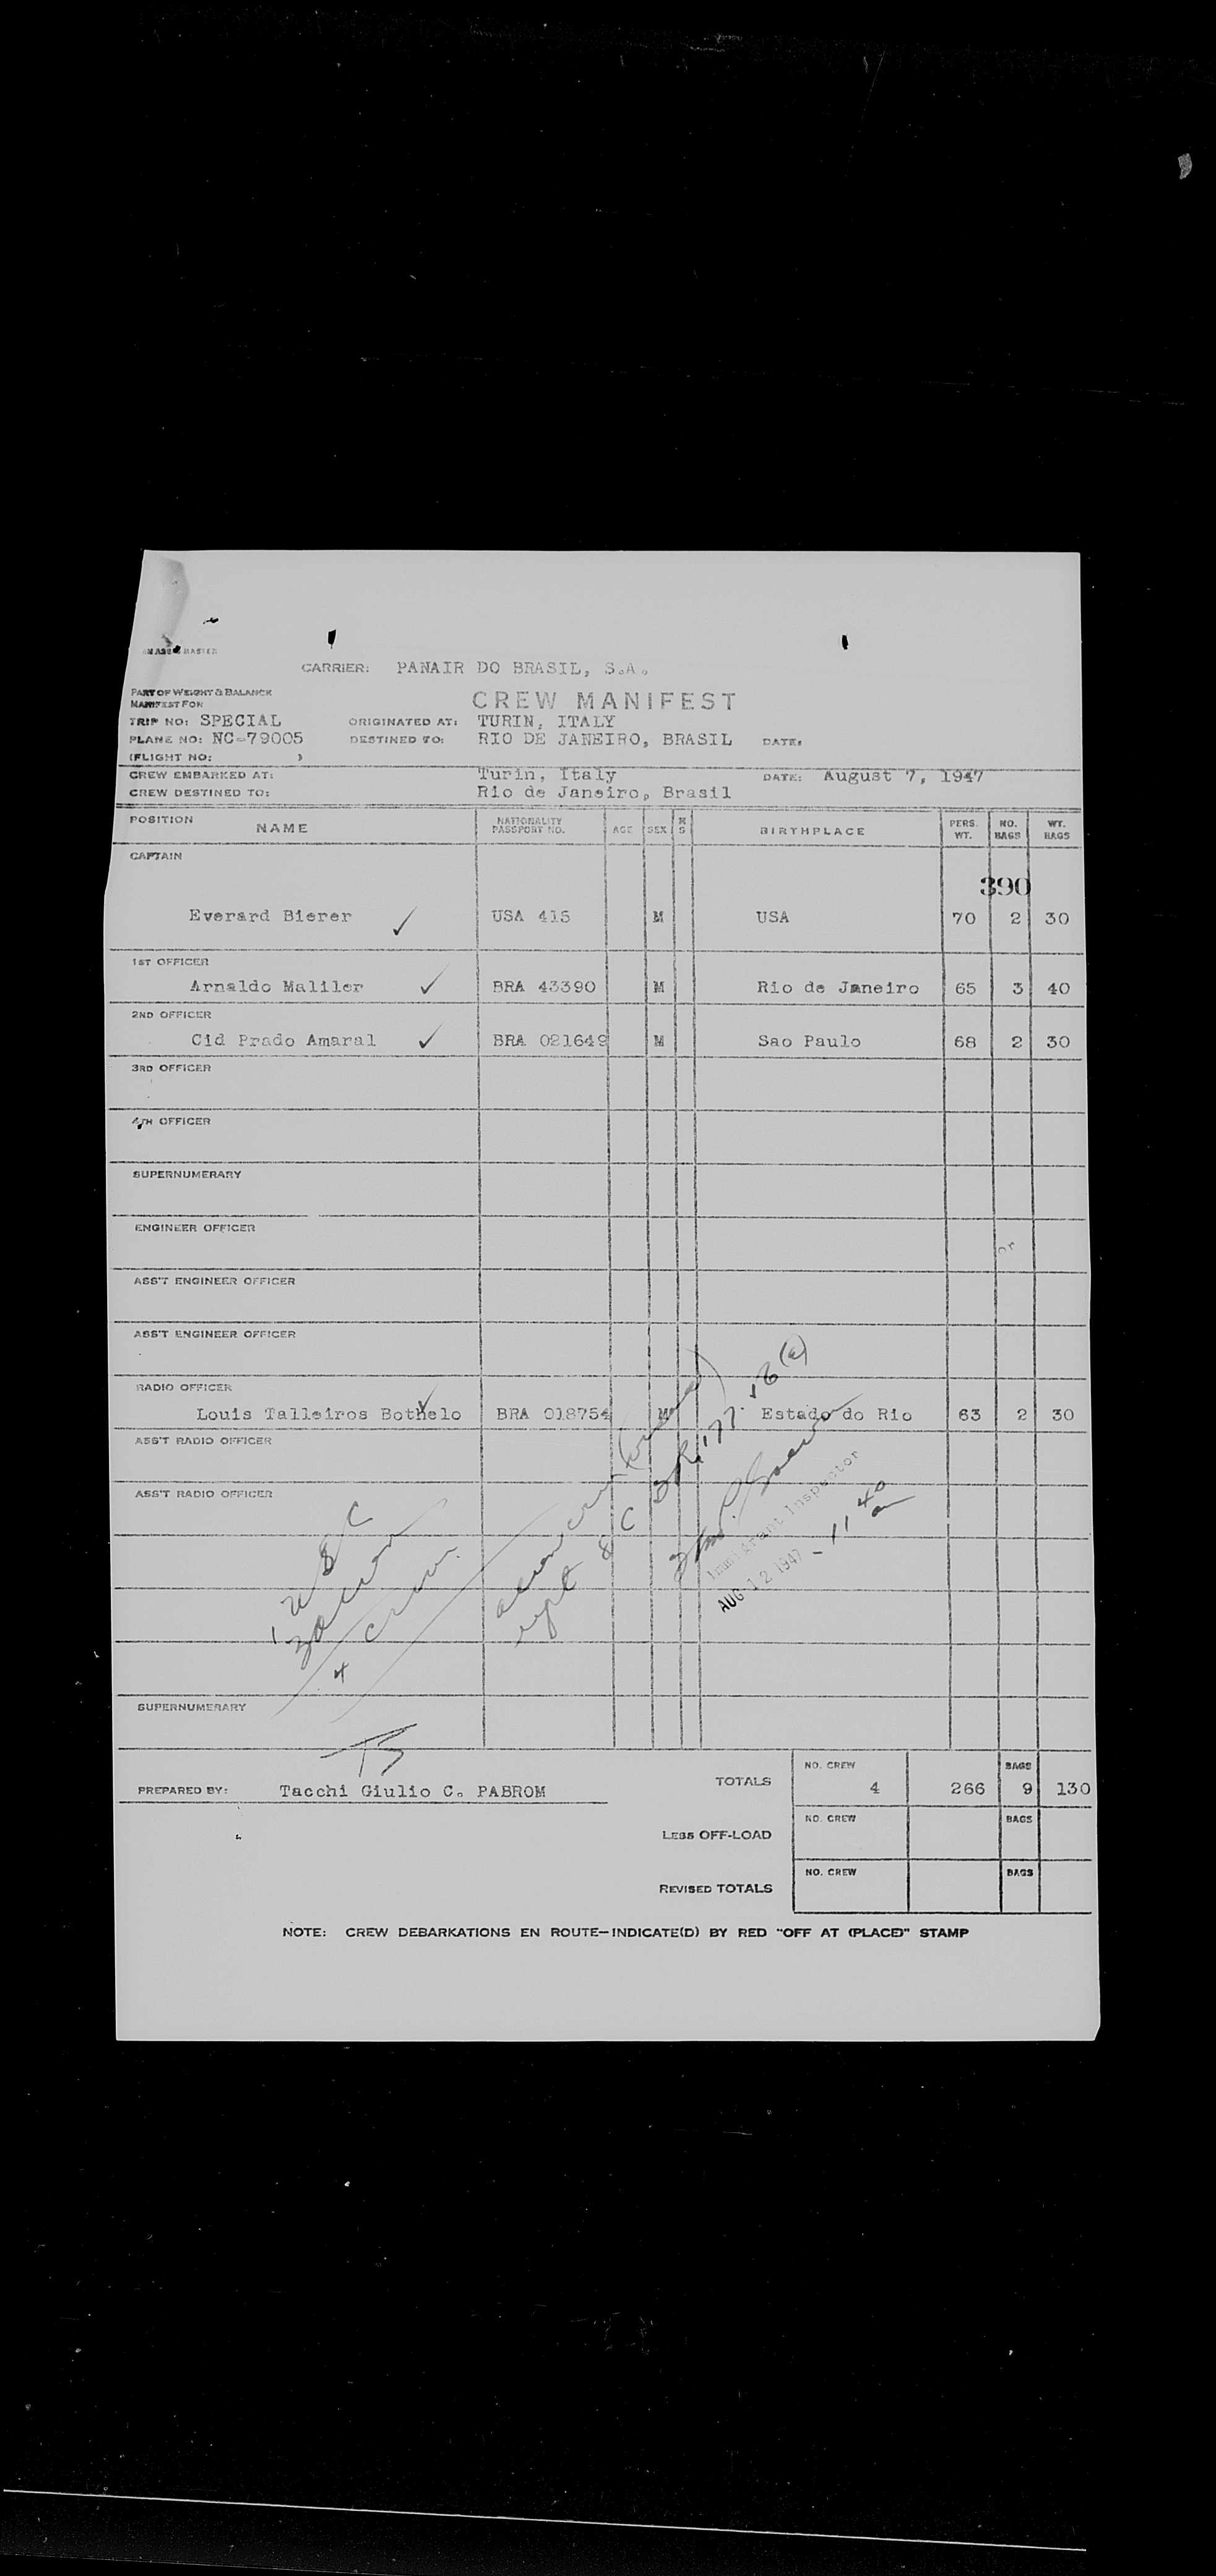 CARRIER: PANAIR DO BRASIL, S.A.
PART OF WEIGHT & BALANCE
MANIFEST FOR
CREW MANIFEST
TRIP NO: SPECIAL ORIGINATED AT: TURIN, ITALY
PLANE NO: NC-79005 DESTINED TO: RIO DE JANEIRO, BRASIL DATE:
(FLIGHT NO: )
CREW EMBARKED AT: Turin, Italy DATE: August 7, 1947
CREW DESTINED TO: Rio de Janeiro, Brasil
POSITION NAME NATIONALITY PASSPORT NO. AGE SEX M S BIRTHPLACE PERS. WT. NO. BAGS WT. BAGS
CAPTAIN
390
Everard Bierer ✓ USA 415 M USA 70 2 30
1ST OFFICER
Arnaldo Maliler ✓ BRA 43390 M Rio de Janeiro 65 3 40
2ND OFFICER
Cid Prado Amaral ✓ BRA 021649 M Sao Paulo 68 2 30
3RD OFFICER
4TH OFFICER
SUPERNUMERARY
ENGINEER OFFICER
ASS'T ENGINEER OFFICER
ASS'T ENGINEER OFFICER
RADIO OFFICER
Louis Talleiros Bothelo ✓ BRA 018754 M Estado do Rio 63 2 30
ASS'T RADIO OFFICER
ASS'T RADIO OFFICER
1 USC
4 crew
Immigrant Inspector
AUG 12 1947 - 11 40 a
SUPERNUMERARY
PREPARED BY: Tacchi Giulio C. PABROM
TOTALS NO. CREW 4 266 BAGS 9 130
LESS OFF-LOAD NO. CREW BAGS
REVISED TOTALS NO. CREW BAGS
NOTE: CREW DEBARKATIONS EN ROUTE—INDICATE(D) BY RED "OFF AT (PLACE)" STAMP